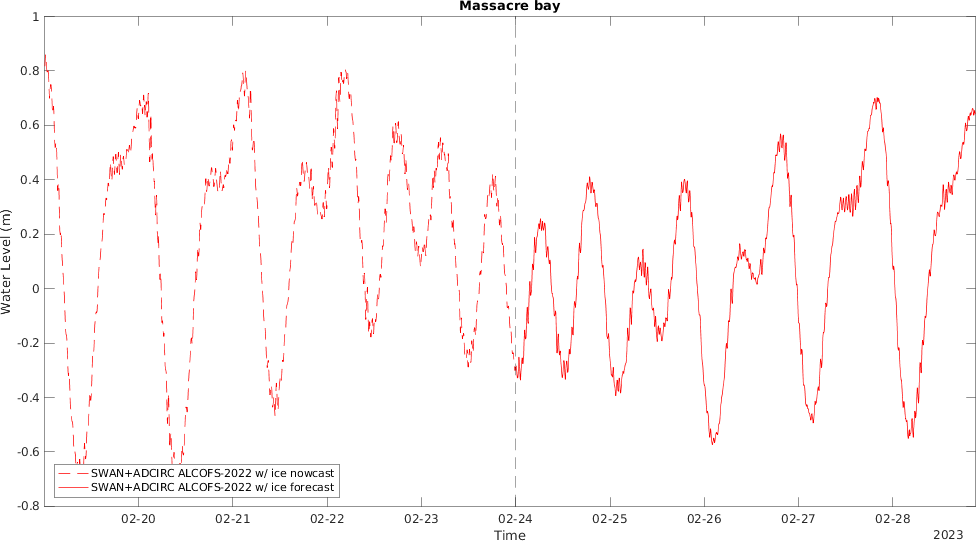 Massacre bay
1
0.8
0.6
0.4
0.2
0
-0.2
-0.4
-0.6
-0.8
Water Level (m)
SWAN+ADCIRC ALCOFS-2022 w/ ice nowcast
SWAN+ADCIRC ALCOFS-2022 w/ ice forecast
02-20 02-21 02-22 02-23 02-24 02-25 02-26 02-27 02-28
Time
2023